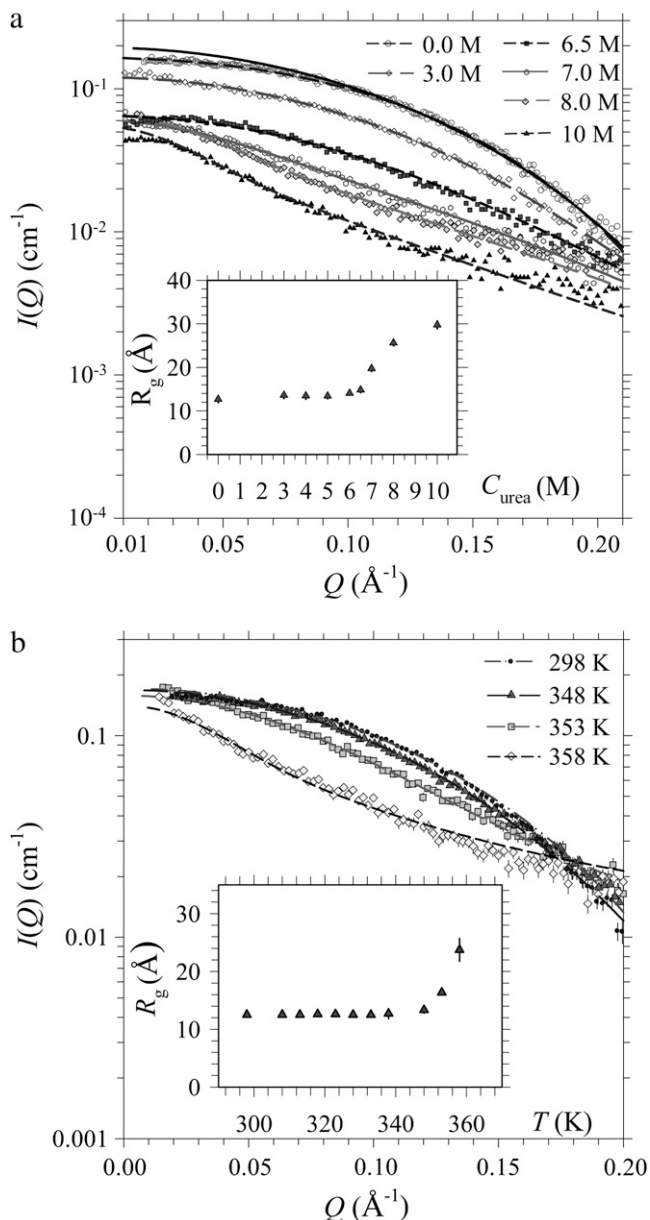 a
0.0 M
3.0 M
6.5 M
7.0 M
8.0 M
10 M
10⁻¹
10⁻²
10⁻³
10⁻⁴
I(Q) (cm⁻¹)
40
30
20
10
0
R_g (Å)
0 1 2 3 4 5 6 7 8 9 10
C_urea (M)
0.01 0.05 0.10 0.15 0.20
Q (Å⁻¹)
b
298 K
348 K
353 K
358 K
0.1
0.01
0.001
I(Q) (cm⁻¹)
30
20
10
0
R_g (Å)
300 320 340 360
T (K)
0.00 0.05 0.10 0.15 0.20
Q (Å⁻¹)